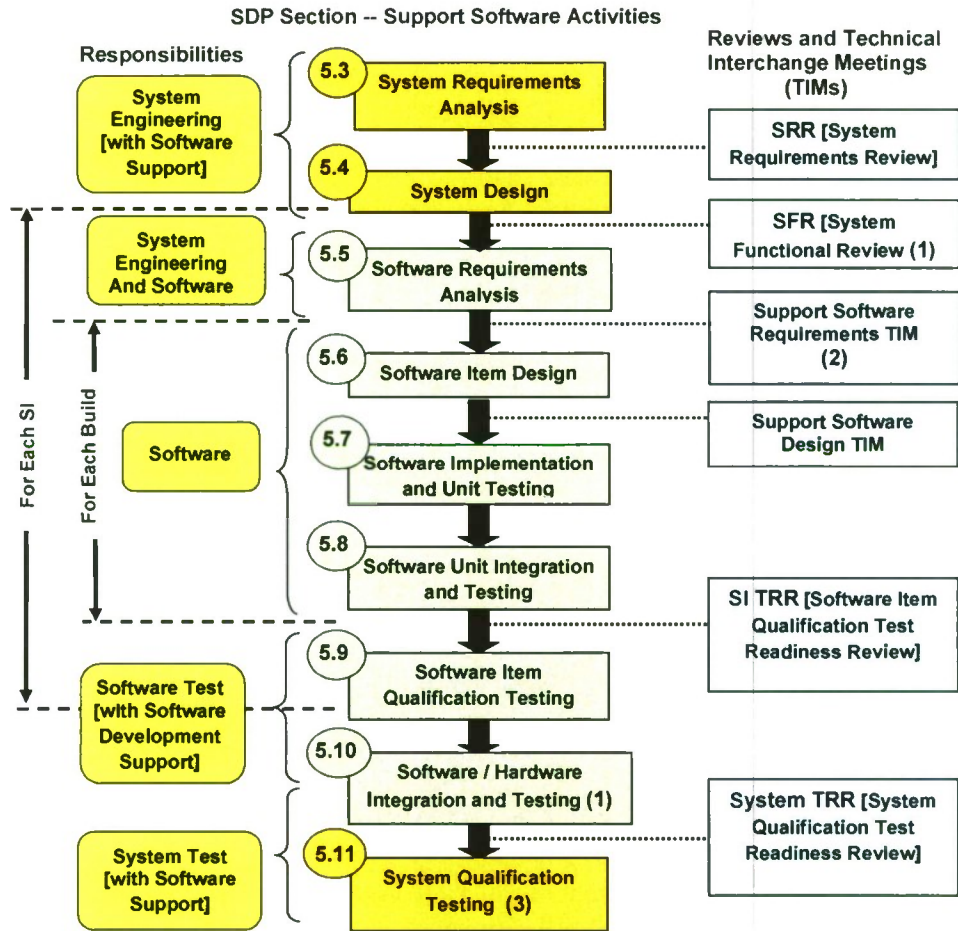 SDP Section -- Support Software Activities
Responsibilities
Reviews and Technical
Interchange Meetings
(TIMs)
System
Engineering
[with Software
Support]
5.3
System Requirements
Analysis
SRR [System
Requirements Review]
5.4
System Design
SFR [System
Functional Review (1)
System
Engineering
And Software
5.5
Software Requirements
Analysis
Support Software
Requirements TIM
(2)
5.6
Software Item Design
Support Software
Design TIM
For Each SI
For Each Build
Software
5.7
Software Implementation
and Unit Testing
5.8
Software Unit Integration
and Testing
SI TRR [Software Item
Qualification Test
Readiness Review]
5.9
Software Item
Qualification Testing
Software Test
[with Software
Development
Support]
5.10
Software / Hardware
Integration and Testing (1)
System TRR [System
Qualification Test
Readiness Review]
System Test
[with Software
Support]
5.11
System Qualification
Testing (3)